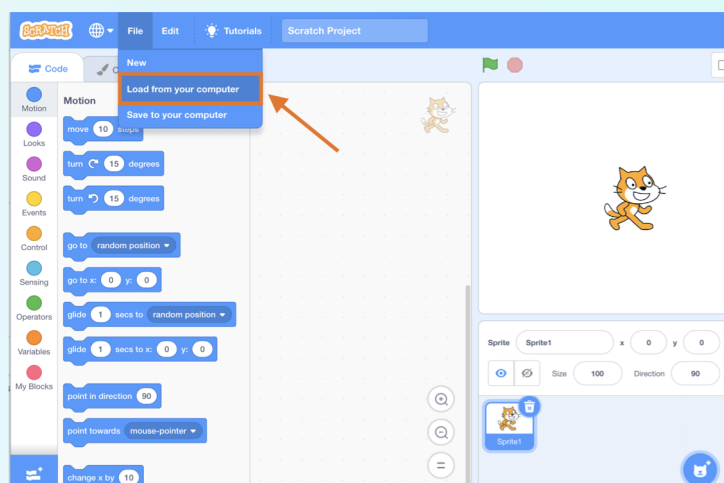 SCRATCH File Edit Tutorials Scratch Project
New
Load from your computer
Save to your computer
Code
Motion
Looks
Sound
Events
Control
Sensing
Operators
Variables
My Blocks
Motion
move 10 steps
turn 15 degrees
turn 15 degrees
go to random position
go to x: 0 y: 0
glide 1 secs to random position
glide 1 secs to x: 0 y: 0
point in direction 90
point towards mouse-pointer
change x by 10
Sprite Sprite1 x 0 y 0
Size 100 Direction 90
Sprite1